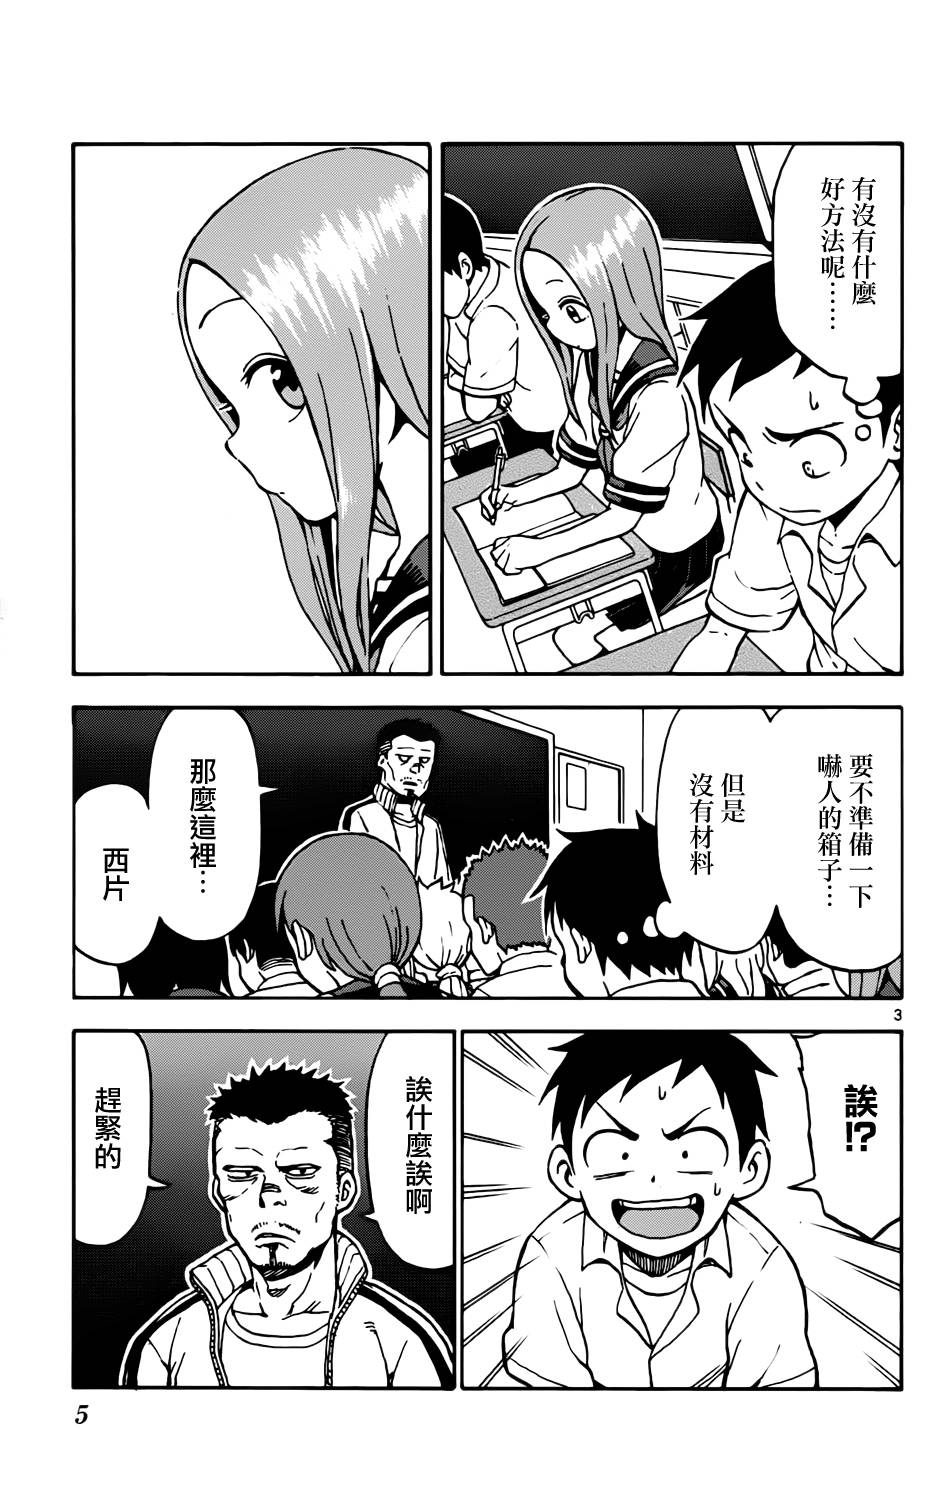 有沒有什麼
好方法呢……
要不準備一下
嚇人的箱子…
但是
沒有材料
那麼這裡…
西片
3
誒!?
誒什麼誒啊
趕緊的
5